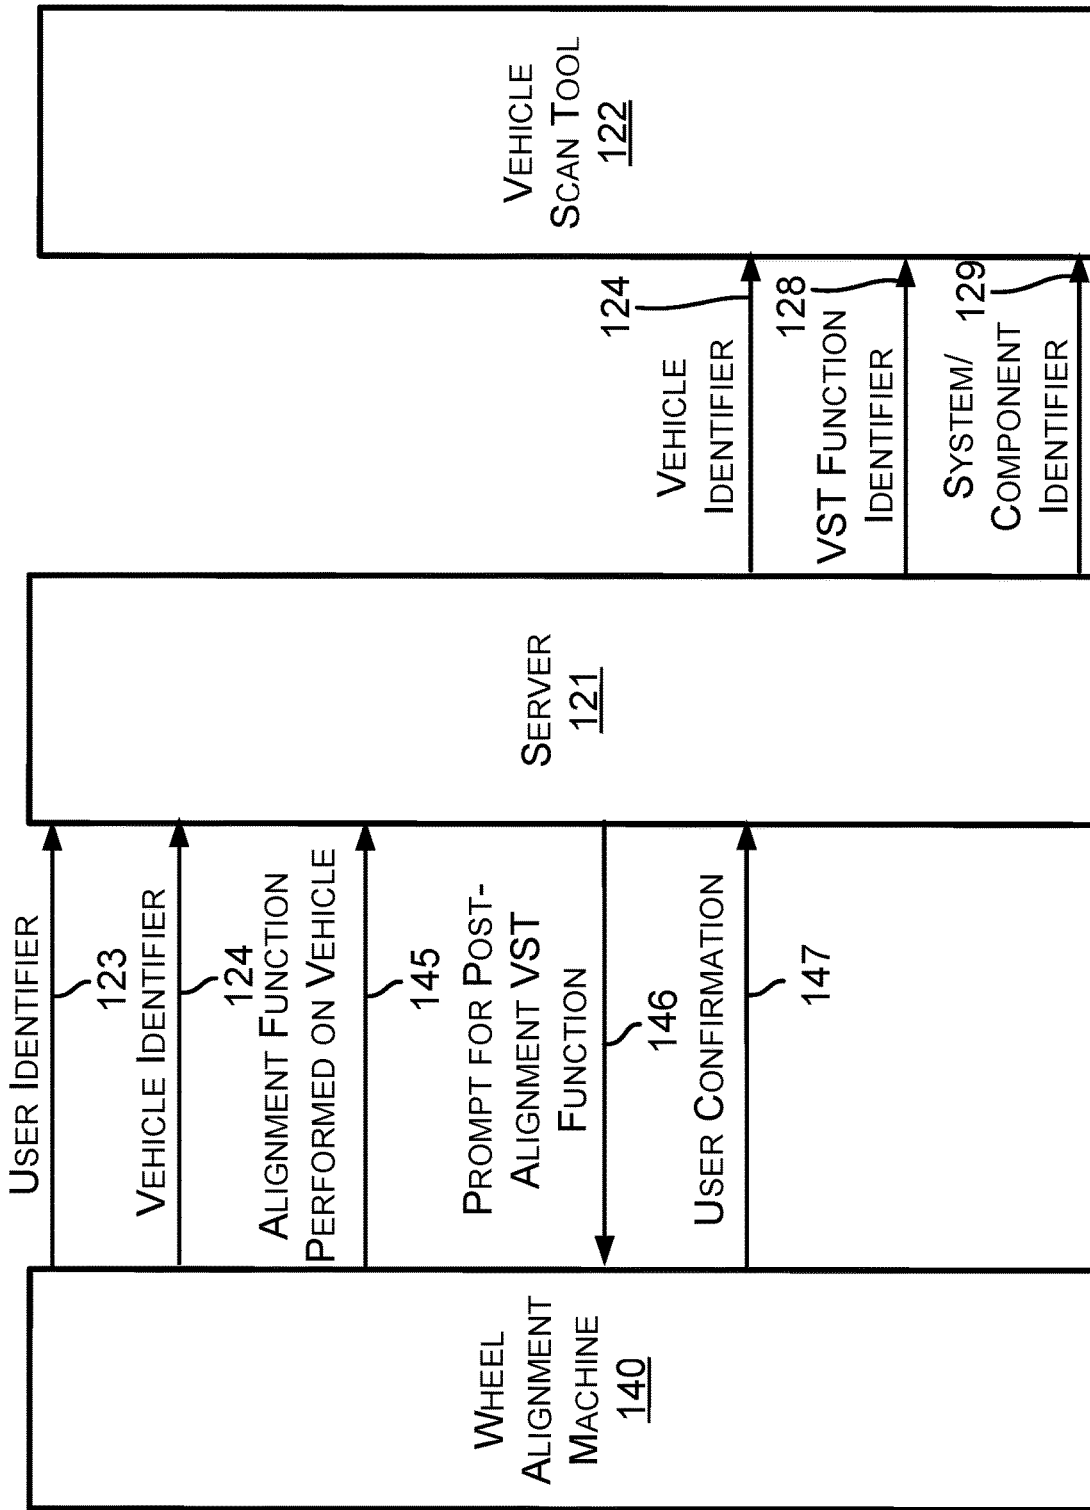 WHEEL
ALIGNMENT
MACHINE
140
USER IDENTIFIER
123
VEHICLE IDENTIFIER
124
ALIGNMENT FUNCTION
PERFORMED ON VEHICLE
145
PROMPT FOR POST-
ALIGNMENT VST
FUNCTION
146
USER CONFIRMATION
147
SERVER
121
VEHICLE
IDENTIFIER
124
VST FUNCTION
IDENTIFIER
128
SYSTEM/
COMPONENT
IDENTIFIER
129
VEHICLE
SCAN TOOL
122